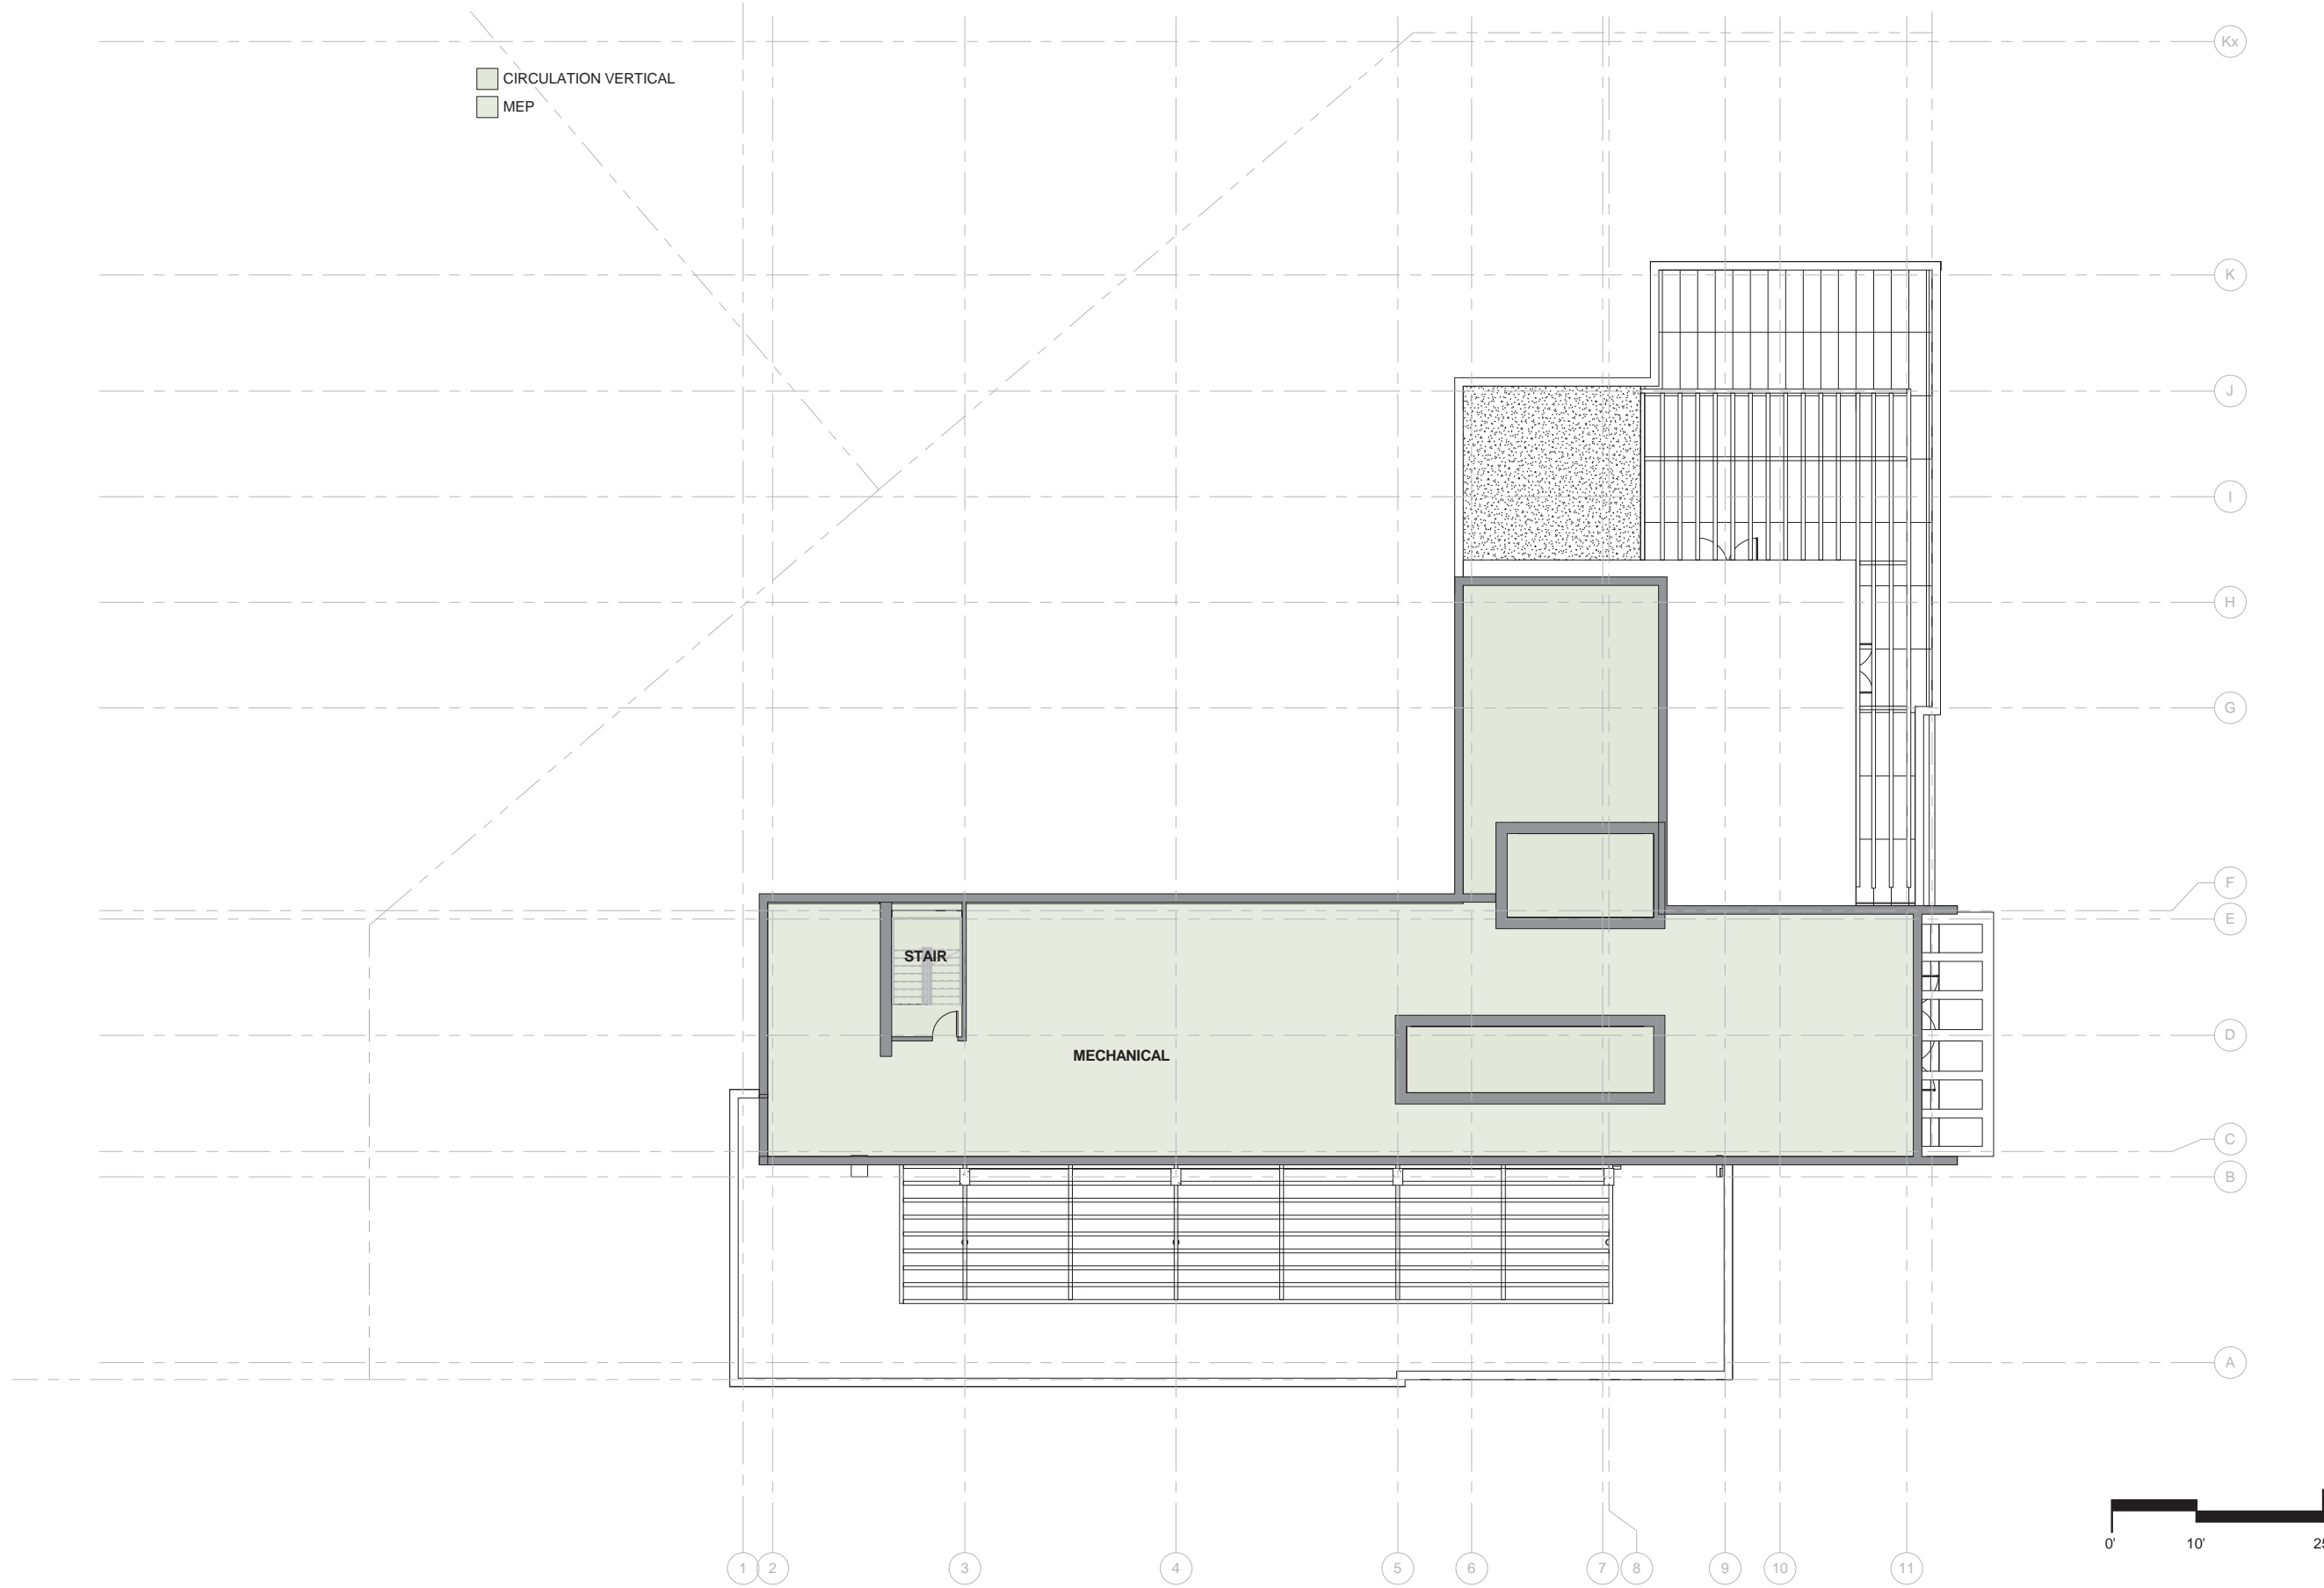 Kx
CIRCULATION VERTICAL
MEP
K
J
I
H
G
F
E
STAIR
D
MECHANICAL
C
B
A
0' 10' 25
1 2 3 4 5 6 7 8 9 10 11